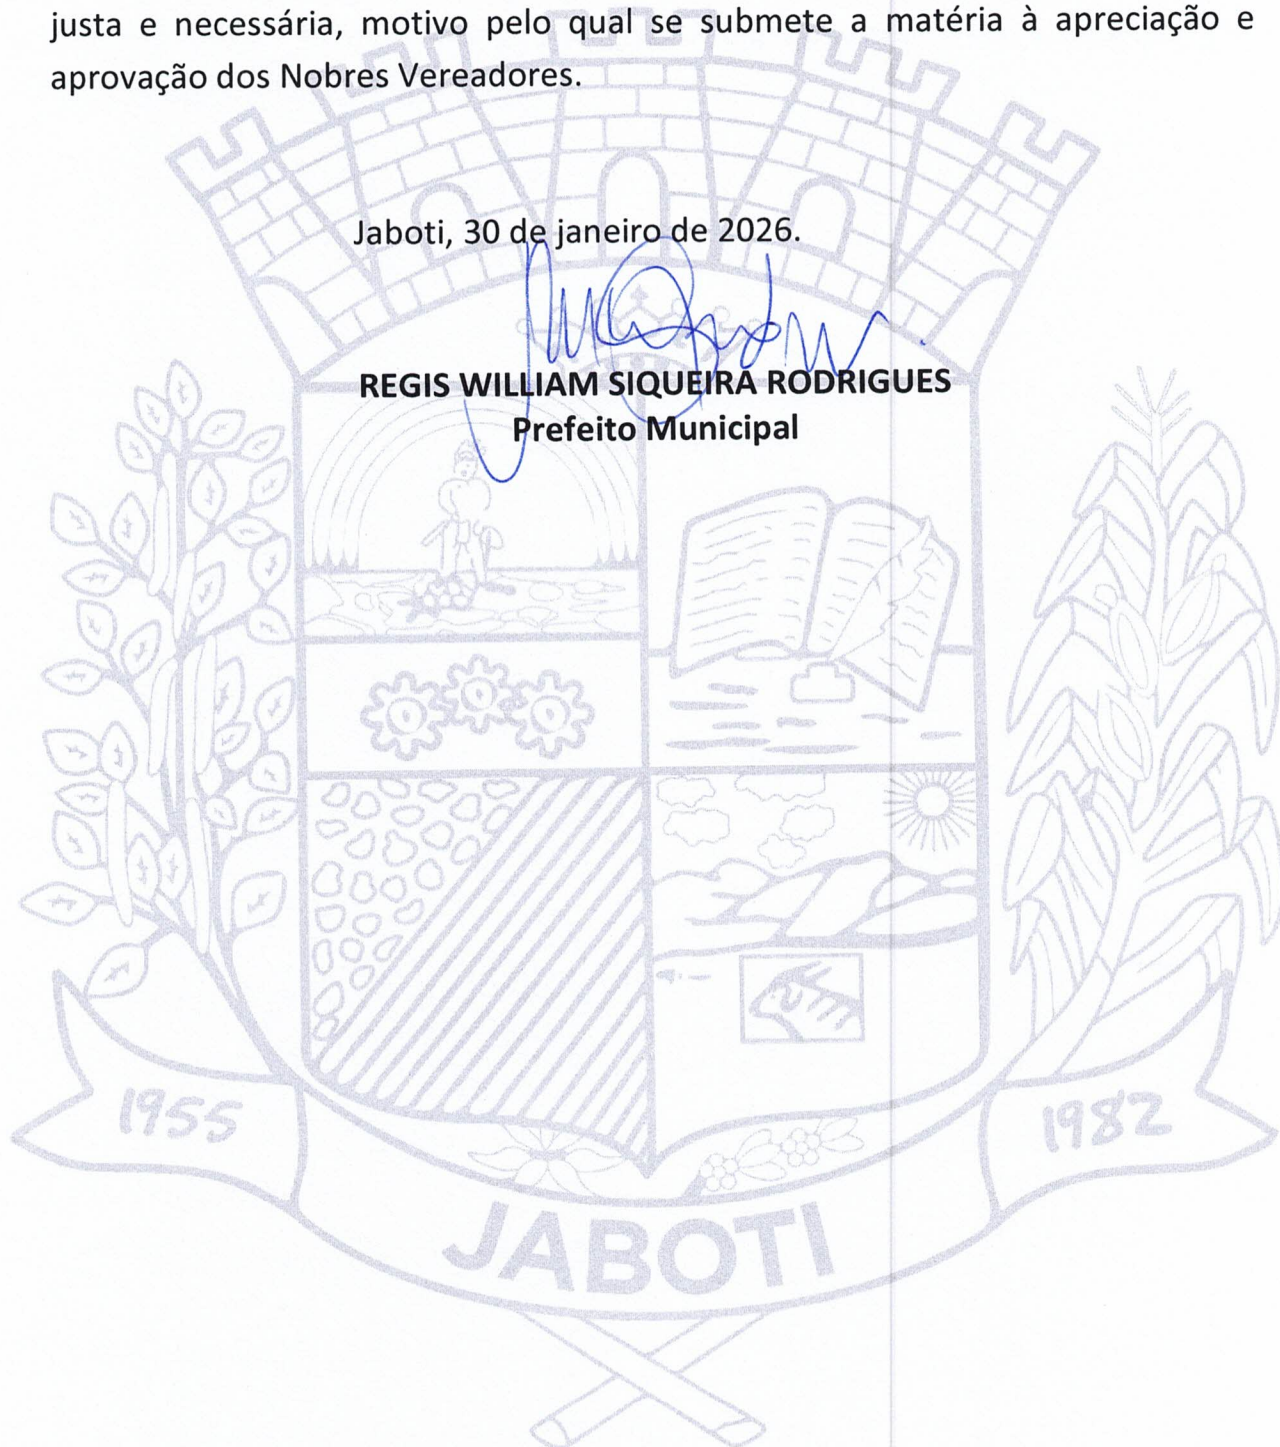 justa e necessária, motivo pelo qual se submete a matéria à apreciação e
aprovação dos Nobres Vereadores.
Jaboti, 30 de janeiro de 2026.
REGIS WILLIAM SIQUEIRA RODRIGUES
Prefeito Municipal
1955
1982
JABOTI